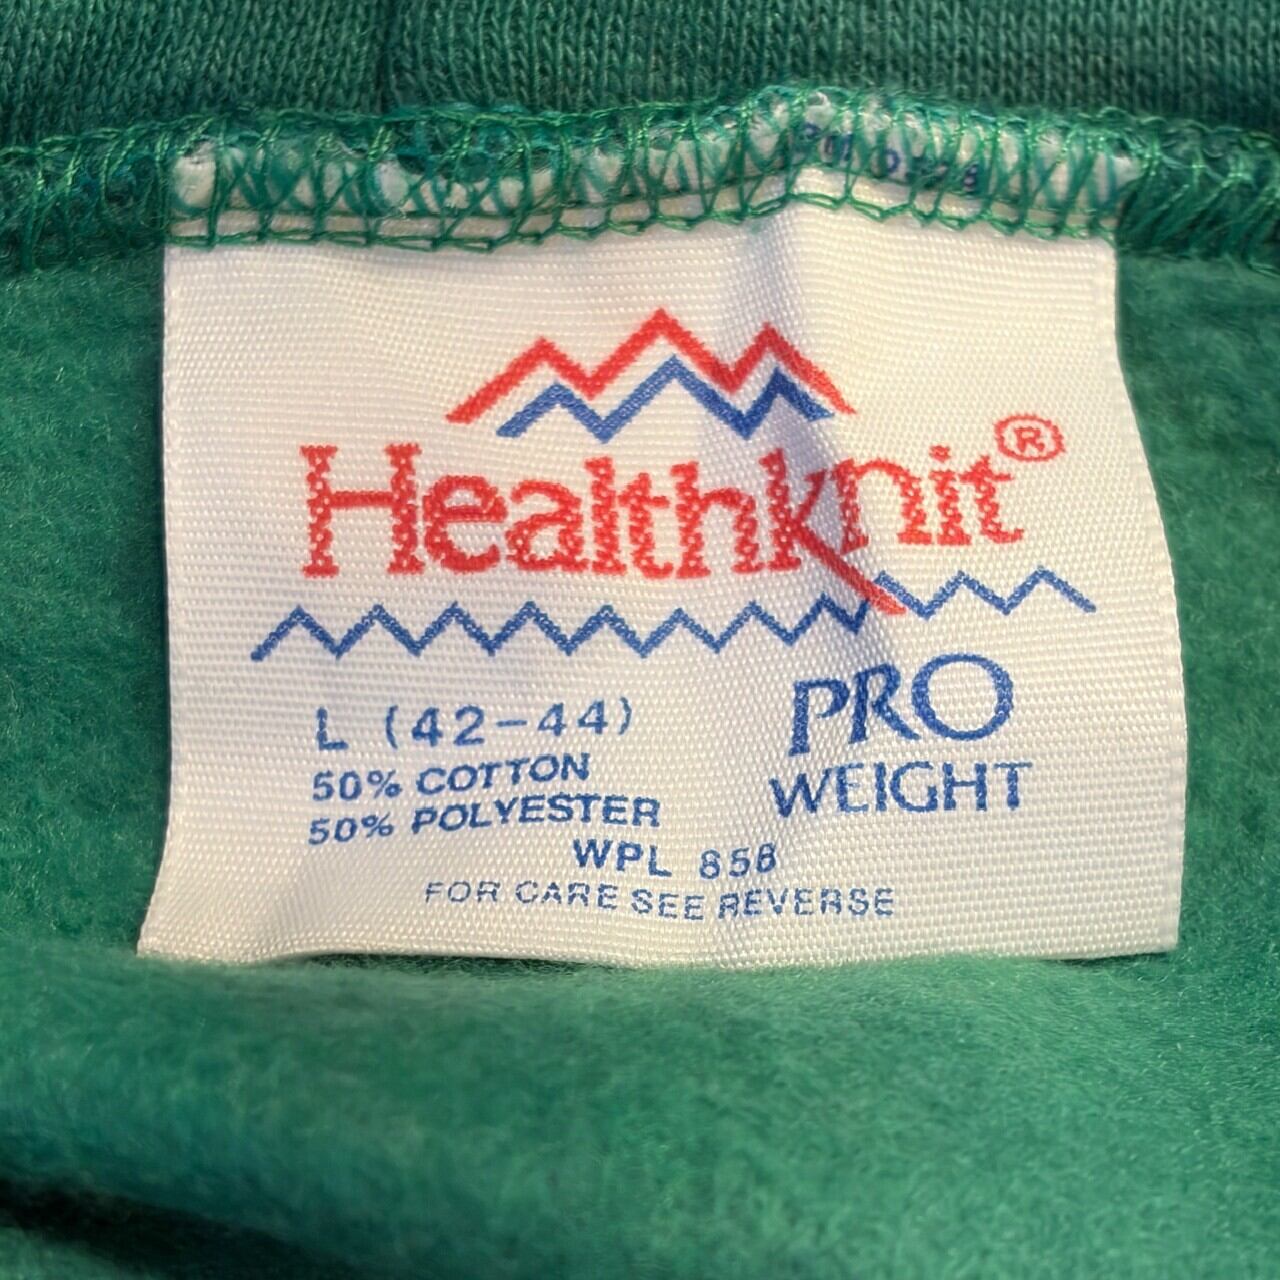 Healthknit®
PRO
WEIGHT
L (42-44)
50% COTTON
50% POLYESTER
WPL 858
FOR CARE SEE REVERSE